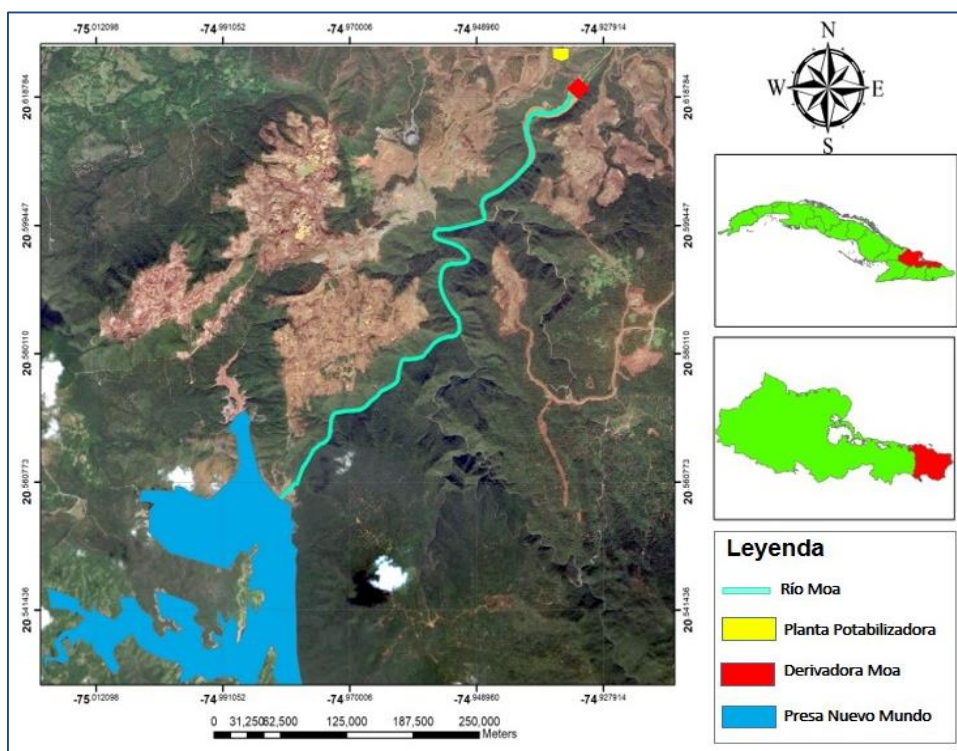 -75.012098 -74.991052 -74.970006 -74.948960 -74.927914
N
W E
S
20.618784 20.618784
20.599447 20.599447
20.580110 20.580110
20.560773 20.560773
20.541436 20.541436
-75.012098 -74.991052 -74.970006 -74.948960 -74.927914
0 31,250 62,500 125,000 187,500 250,000
Meters
Leyenda
Río Moa
Planta Potabilizadora
Derivadora Moa
Presa Nuevo Mundo